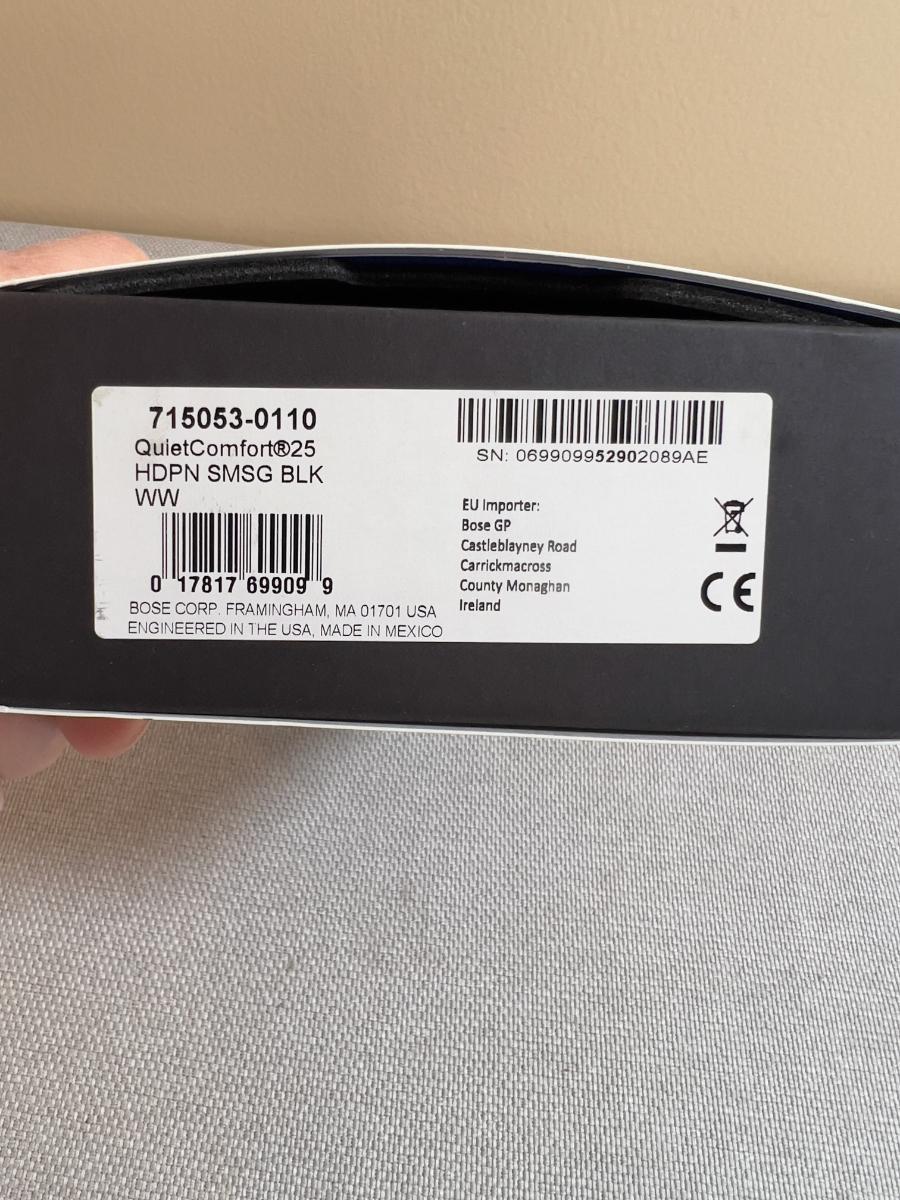 715053-0110
QuietComfort®25
HDPN SMSG BLK
WW
0 17817 69909 9
BOSE CORP. FRAMINGHAM, MA 01701 USA
ENGINEERED IN THE USA, MADE IN MEXICO
SN: 069909952902089AE
EU Importer:
Bose GP
Castleblayney Road
Carrickmacross
County Monaghan
Ireland
CE